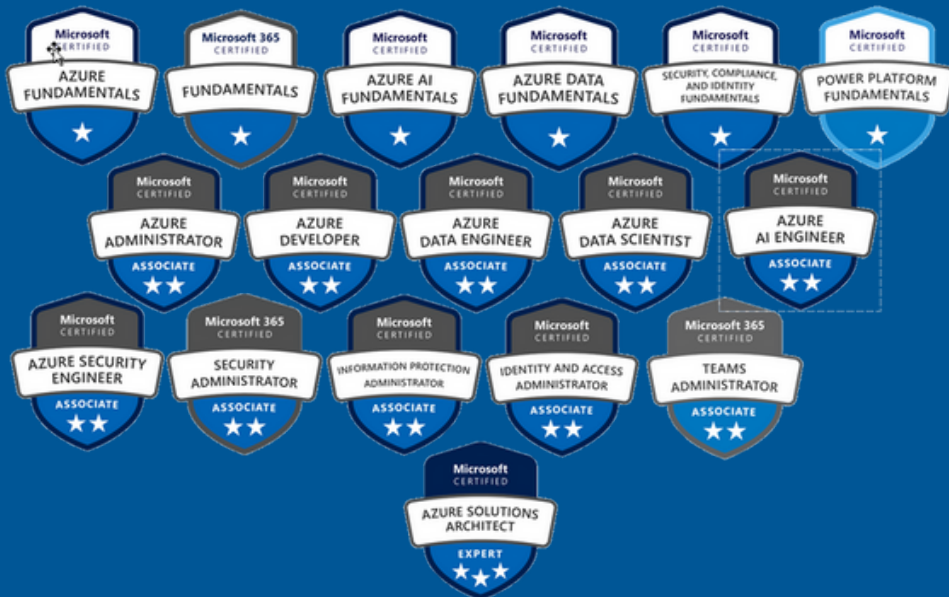 Microsoft
CERTIFIED
AZURE
FUNDAMENTALS
Microsoft 365
CERTIFIED
FUNDAMENTALS
Microsoft
CERTIFIED
AZURE AI
FUNDAMENTALS
Microsoft
CERTIFIED
AZURE DATA
FUNDAMENTALS
Microsoft
CERTIFIED
SECURITY, COMPLIANCE,
AND IDENTITY
FUNDAMENTALS
Microsoft
CERTIFIED
POWER PLATFORM
FUNDAMENTALS
Microsoft
CERTIFIED
AZURE
ADMINISTRATOR
ASSOCIATE
Microsoft
CERTIFIED
AZURE
DEVELOPER
ASSOCIATE
Microsoft
CERTIFIED
AZURE
DATA ENGINEER
ASSOCIATE
Microsoft
CERTIFIED
AZURE
DATA SCIENTIST
ASSOCIATE
Microsoft
CERTIFIED
AZURE
AI ENGINEER
ASSOCIATE
Microsoft
CERTIFIED
AZURE SECURITY
ENGINEER
ASSOCIATE
Microsoft 365
CERTIFIED
SECURITY
ADMINISTRATOR
ASSOCIATE
Microsoft
CERTIFIED
INFORMATION PROTECTION
ADMINISTRATOR
ASSOCIATE
Microsoft
CERTIFIED
IDENTITY AND ACCESS
ADMINISTRATOR
ASSOCIATE
Microsoft 365
CERTIFIED
TEAMS
ADMINISTRATOR
ASSOCIATE
Microsoft
CERTIFIED
AZURE SOLUTIONS
ARCHITECT
EXPERT